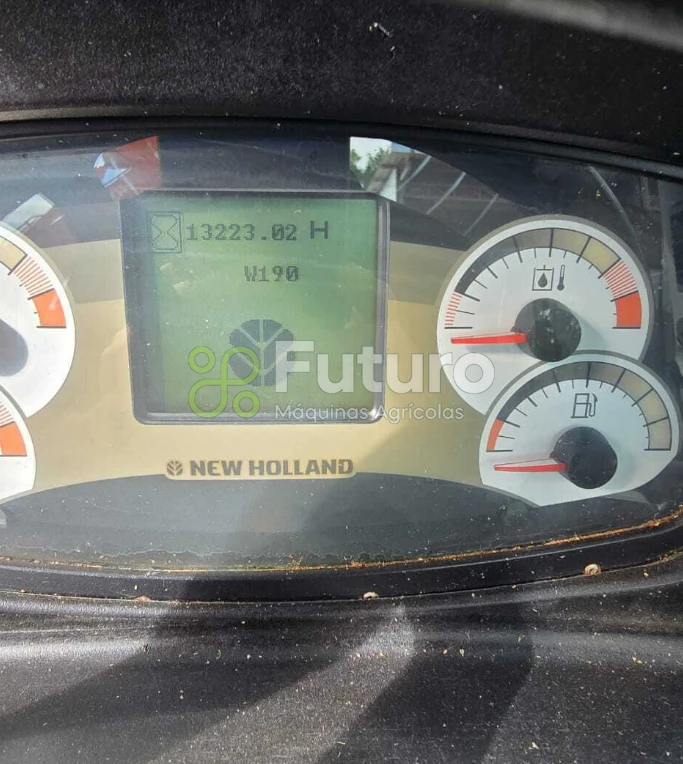 13223.02 H
W190
Futuro
Máquinas Agrícolas
NEW HOLLAND